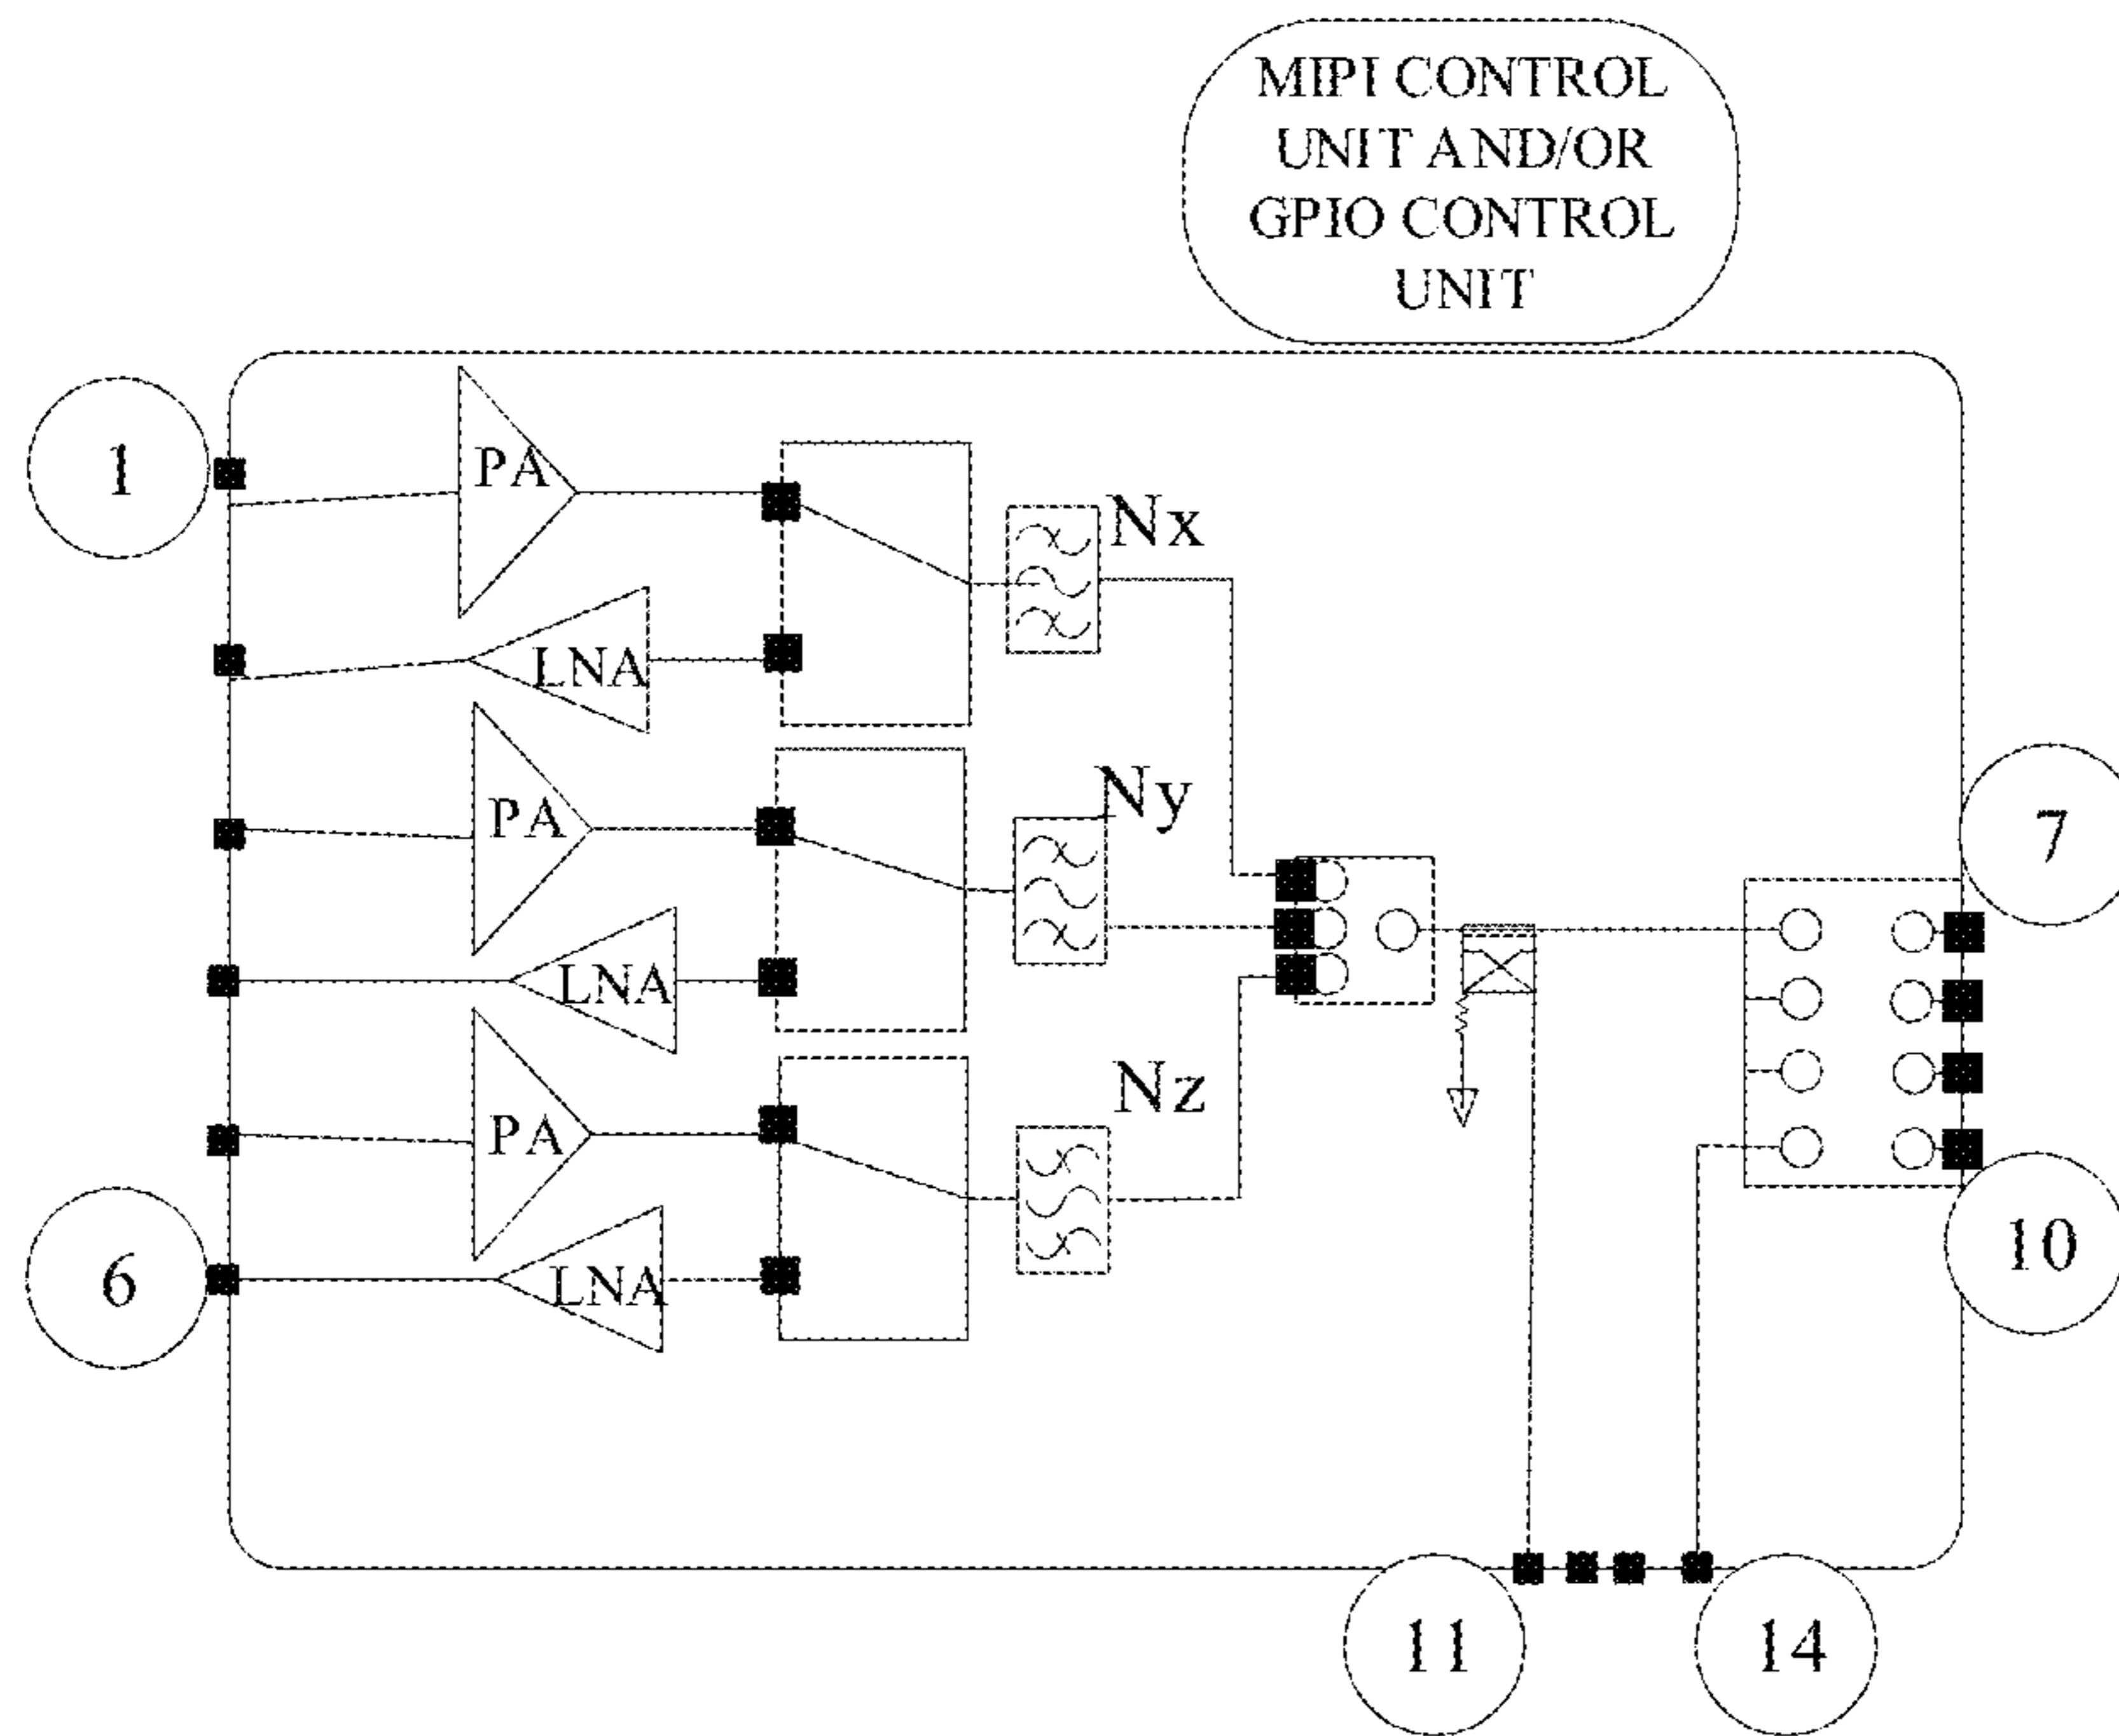 MIPI CONTROL
UNIT AND/OR
GPIO CONTROL
UNIT
1
PA
Nx
LNA
PA
Ny
7
LNA
Nz
PA
10
6
LNA
11
14